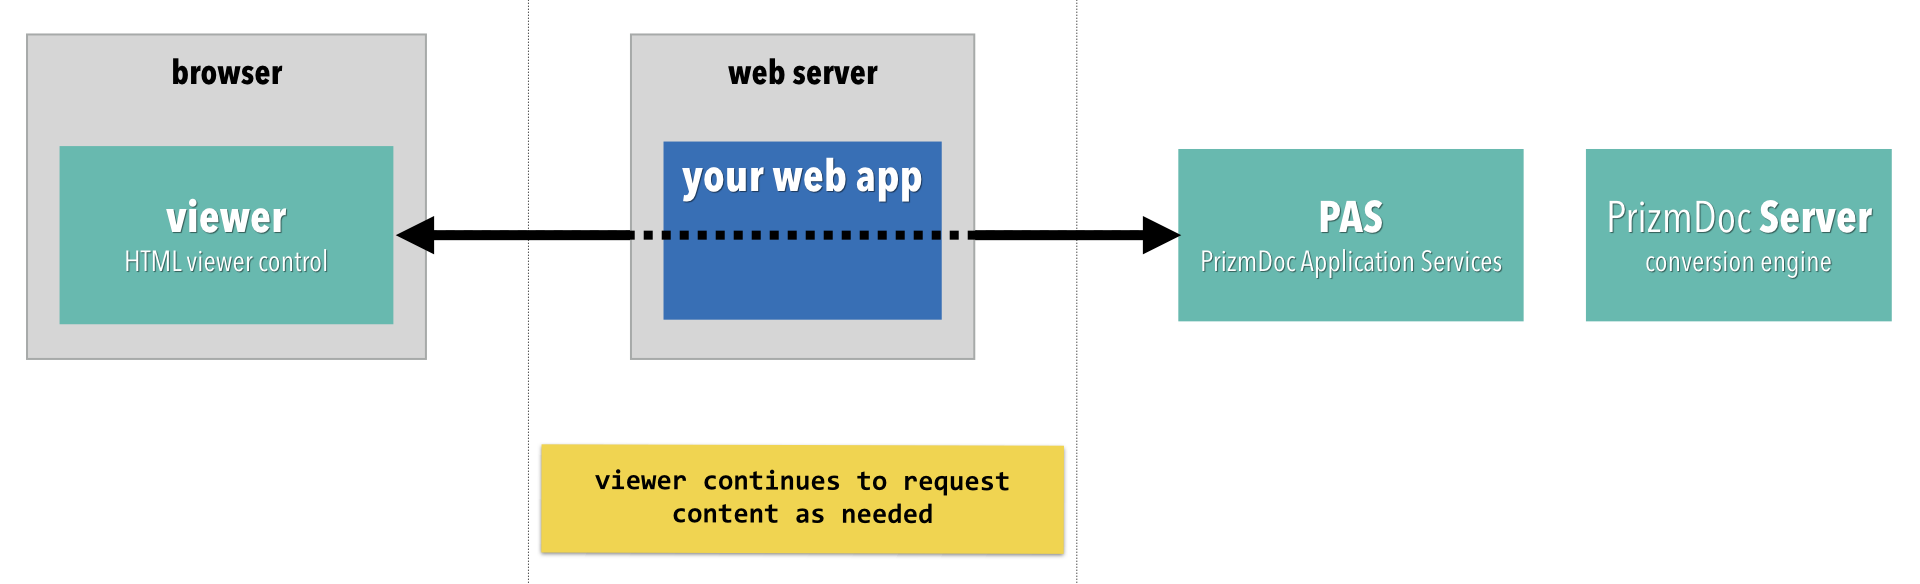 browser
viewer
HTML viewer control
web server
your web app
PAS
PrizmDoc Application Services
PrizmDoc Server
conversion engine
viewer continues to request
content as needed